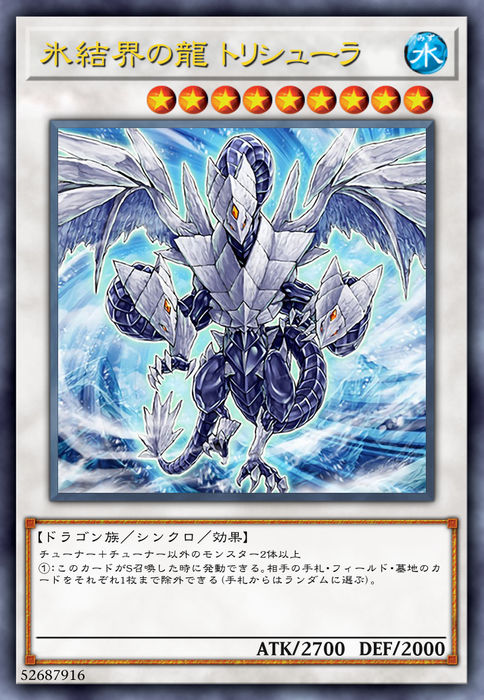 氷結界の龍 トリシューラ
みず
水
【ドラゴン族／シンクロ／効果】
チューナー＋チューナー以外のモンスター2体以上
①：このカードがS召喚した時に発動できる。相手の手札・フィールド・墓地のカ
ードをそれぞれ1枚まで除外できる（手札からはランダムに選ぶ）。
ATK/2700 DEF/2000
52687916